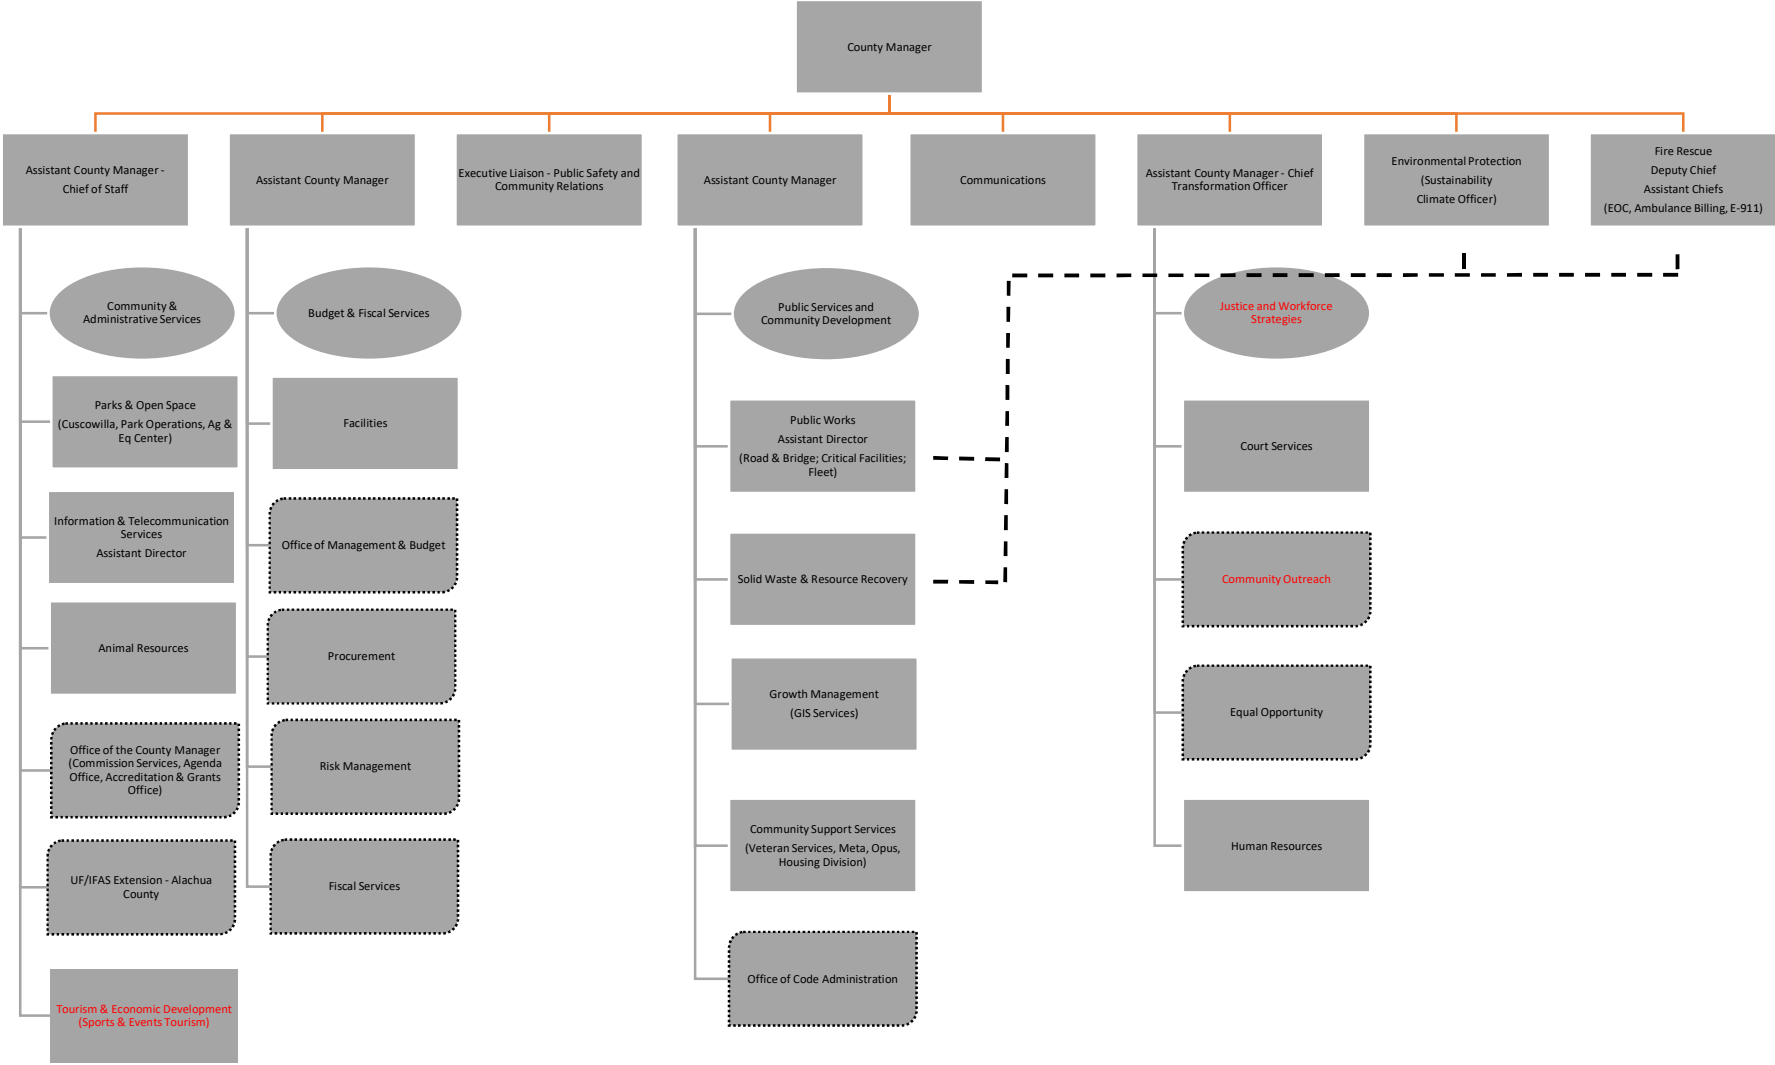 County Manager
Assistant County Manager -
Chief of Staff
Assistant County Manager
Executive Liaison - Public Safety and
Community Relations
Assistant County Manager
Communications
Assistant County Manager - Chief
Transformation Officer
Environmental Protection
(Sustainability
Climate Officer)
Fire Rescue
Deputy Chief
Assistant Chiefs
(EOC, Ambulance Billing, E-911)
Community &
Administrative Services
Parks & Open Space
(Cuscowilla, Park Operations, Ag &
Eq Center)
Information & Telecommunication
Services
Assistant Director
Animal Resources
Office of the County Manager
(Commission Services, Agenda
Office, Accreditation & Grants
Office)
UF/IFAS Extension - Alachua
County
Tourism & Economic Development
(Sports & Events Tourism)
Budget & Fiscal Services
Facilities
Office of Management & Budget
Procurement
Risk Management
Fiscal Services
Public Services and
Community Development
Public Works
Assistant Director
(Road & Bridge; Critical Facilities;
Fleet)
Solid Waste & Resource Recovery
Growth Management
(GIS Services)
Community Support Services
(Veteran Services, Meta, Opus,
Housing Division)
Office of Code Administration
Justice and Workforce
Strategies
Court Services
Community Outreach
Equal Opportunity
Human Resources